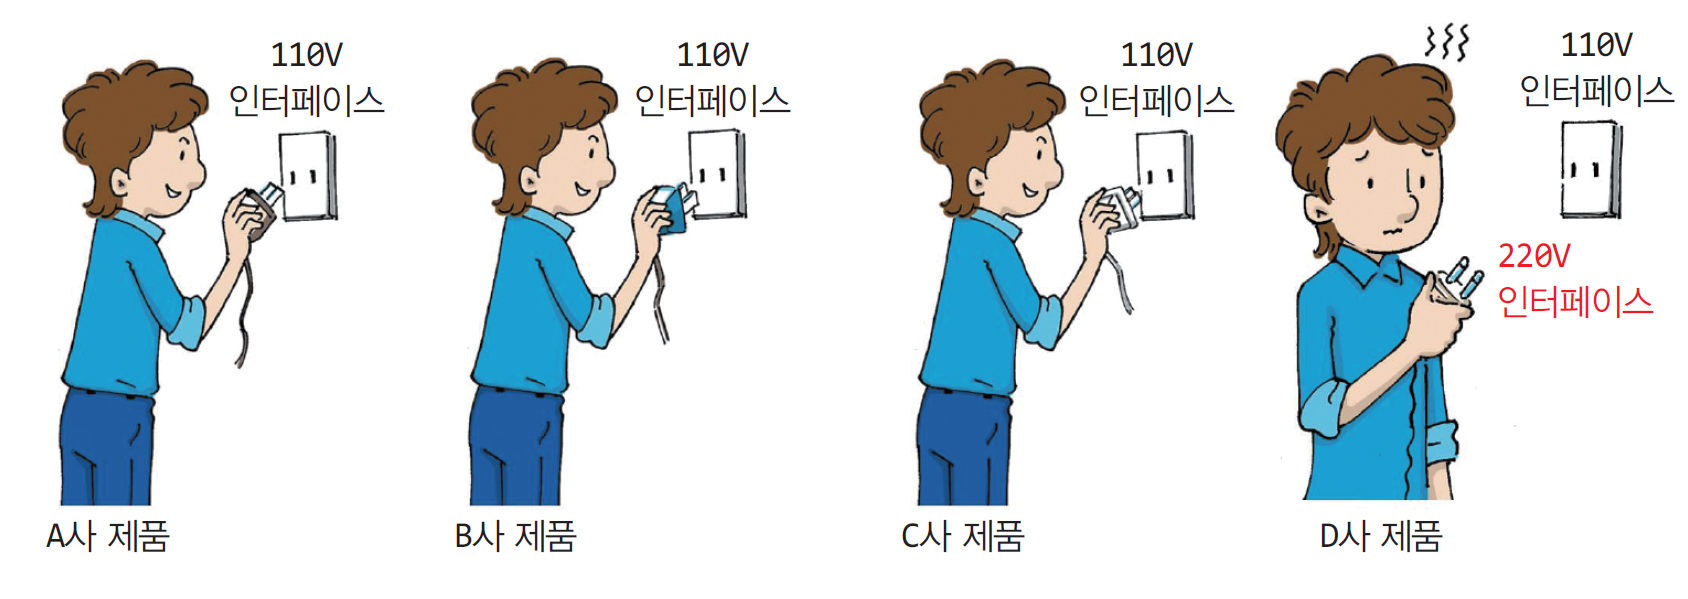 110V
인터페이스
110V
인터페이스
110V
인터페이스
110V
인터페이스
220V
인터페이스
A사 제품
B사 제품
C사 제품
D사 제품